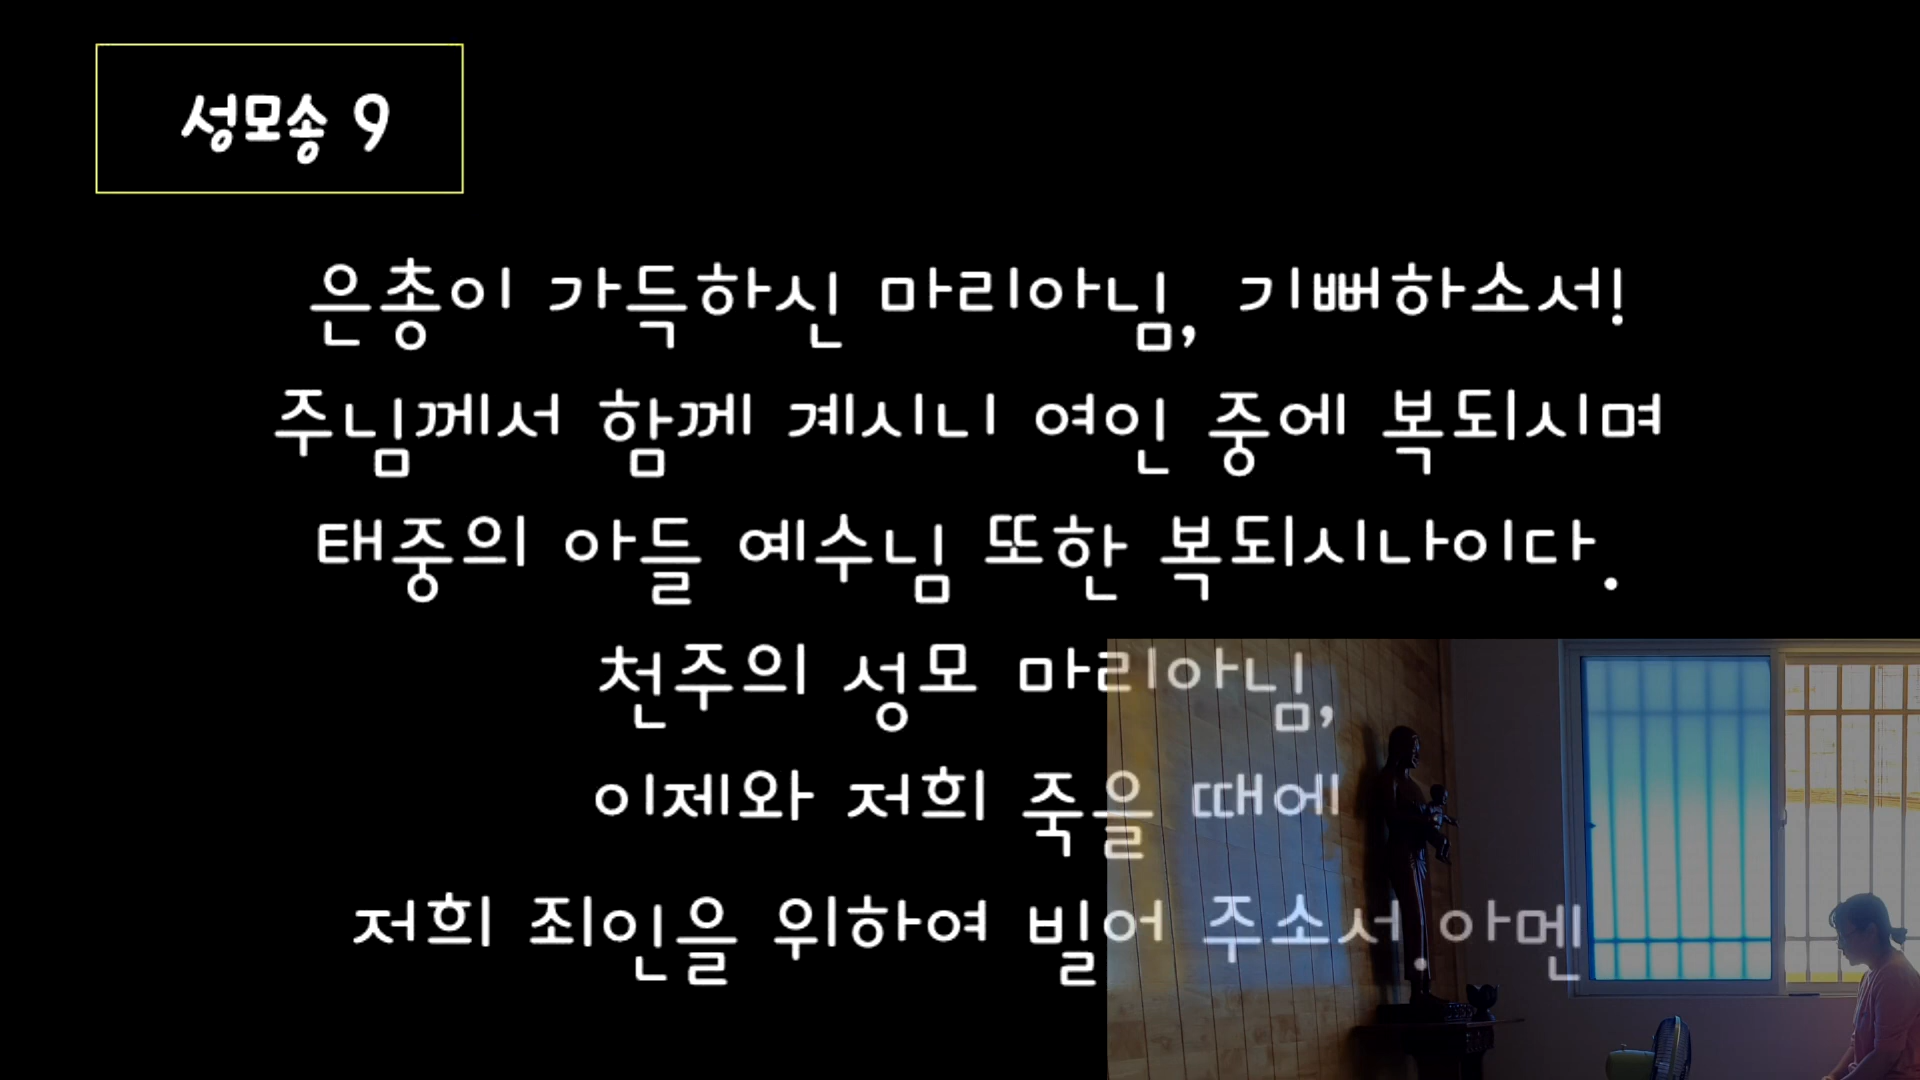 성모송 9
은총이 가득하신 마리아님, 기뻐하소서!
주님께서 함께 계시니 여인 중에 복되시며
태중의 아들 예수님 또한 복되시나이다.
천주의 성모 마리아님,
이제와 저희 죽을 때에
저희 죄인을 위하여 빌어 주소서. 아멘